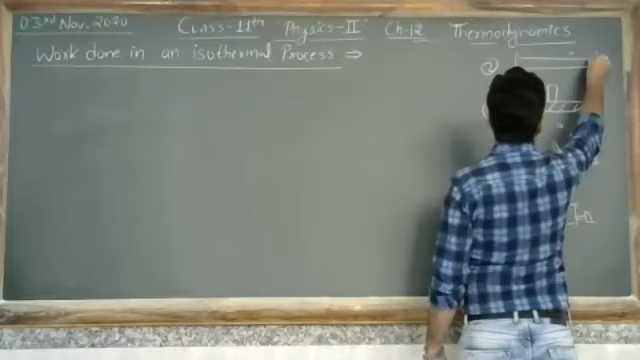 03rd Nov. 2020 Class-11th Physics-II Ch-12 Thermodynamics
Work done in an isothermal Process ⇒